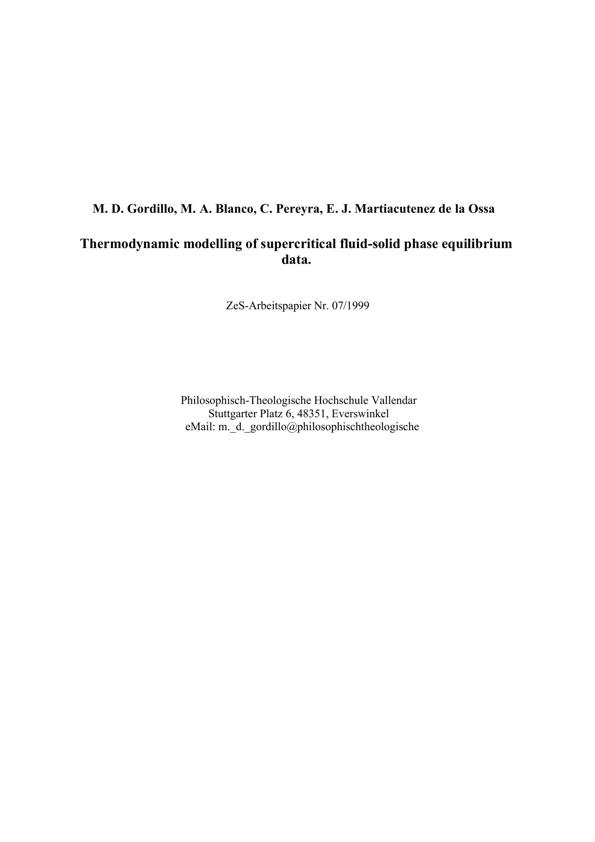 M. D. Gordillo, M. A. Blanco, C. Pereyra, E. J. Martiacutenez de la Ossa
Thermodynamic modelling of supercritical fluid-solid phase equilibrium
data.
ZeS-Arbeitspapier Nr. 07/1999
Philosophisch-Theologische Hochschule Vallendar
Stuttgarter Platz 6, 48351, Everswinkel
eMail: m._d._gordillo@philosophischtheologische